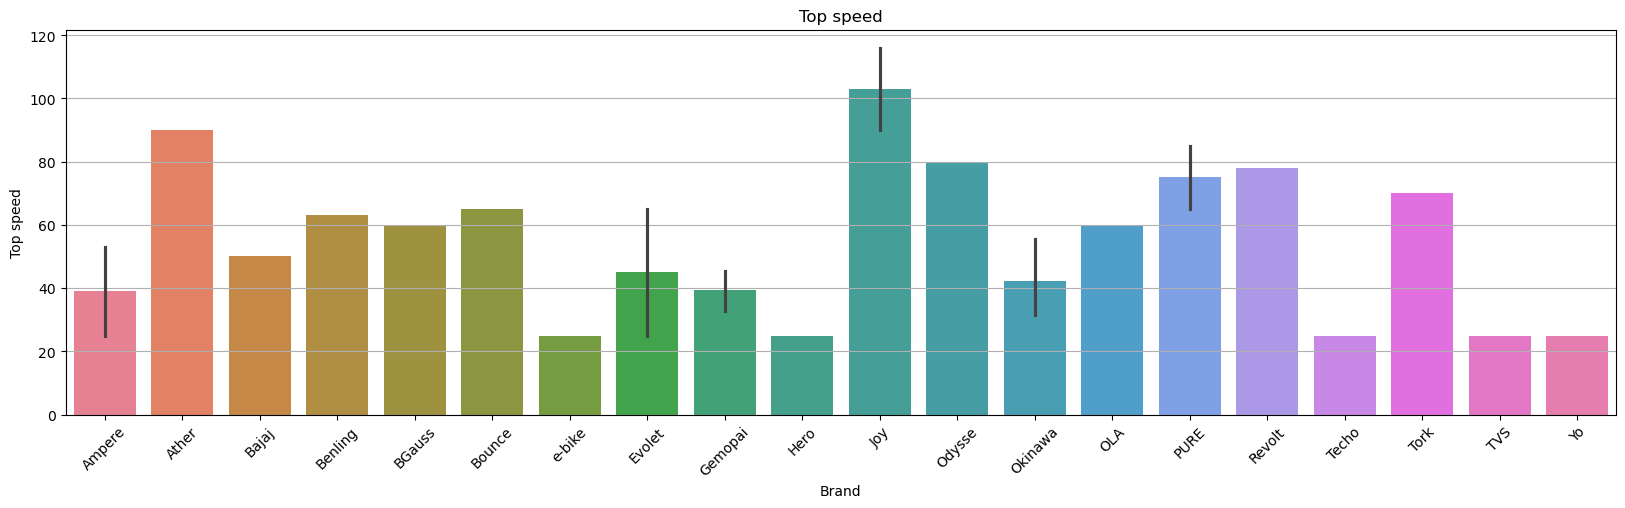 Top speed
Top speed
120
100
80
60
40
20
0
Ampere
Ather
Bajaj
Benling
BGauss
Bounce
e-bike
Evolet
Gemopai
Hero
Joy
Odysse
Okinawa
OLA
PURE
Revolt
Techo
Tork
TVS
Yo
Brand